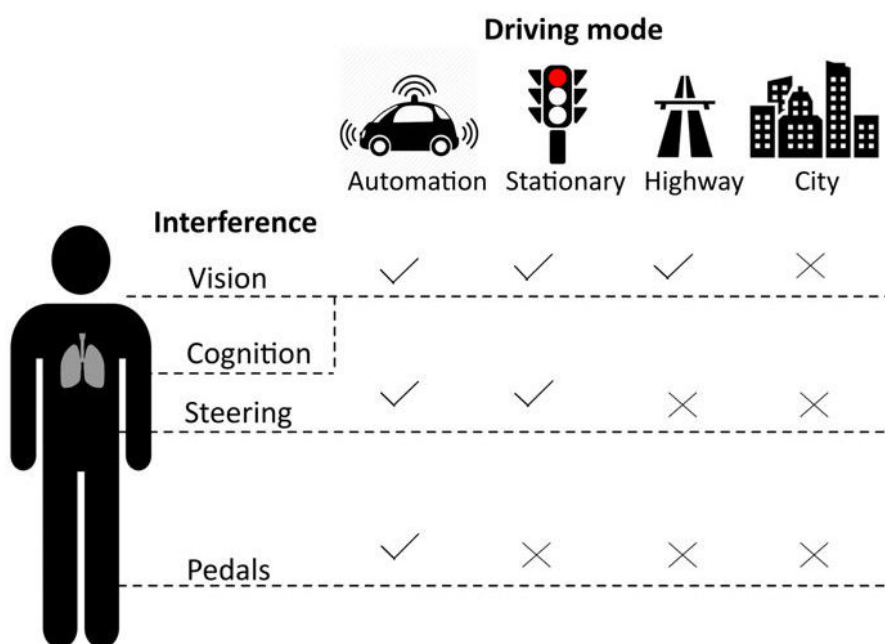 Driving mode
Automation Stationary Highway City
Interference
Vision
Cognition
Steering
Pedals